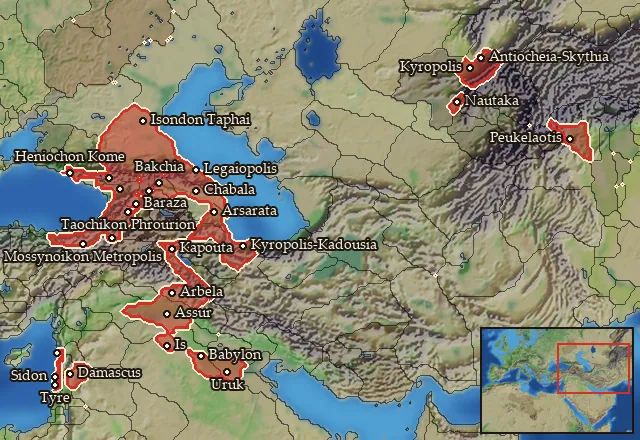 Antiocheia-Skythia
Kyropolis
Nautaka
Isondon Taphai
Peukelaotis
Heniochon Kome
Bakchia
Legaiopolis
Chabala
Baraza
Arsarata
Taochikon Phrourion
Kapouta
Kyropolis-Kadousia
Mossynoikon Metropolis
Arbela
Assur
Is
Babylon
Sidon
Damascus
Uruk
Tyre